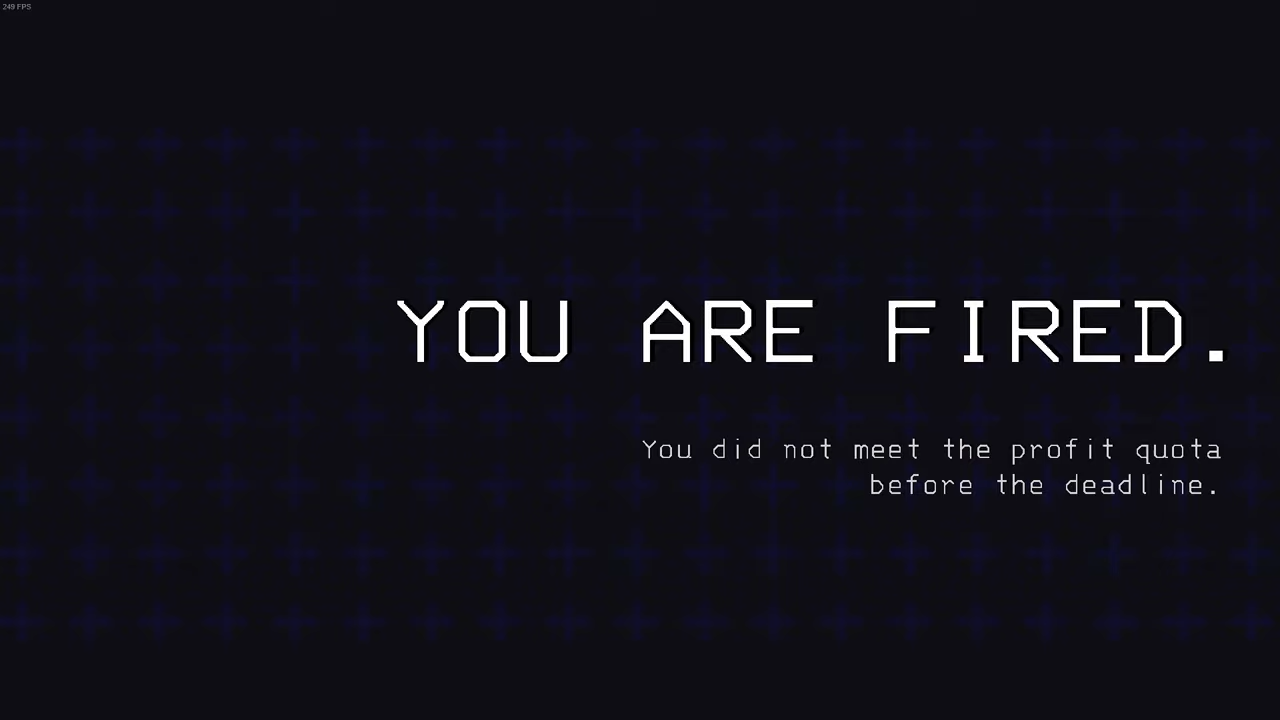 249 FPS
YOU ARE FIRED.
You did not meet the profit quota
before the deadline.